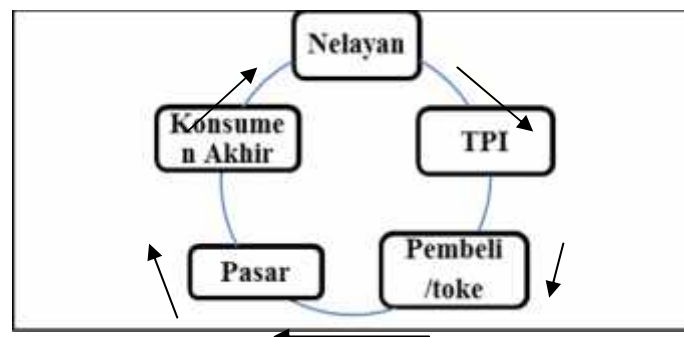 Nelayan
TPI
Pembeli
/toke
Pasar
Konsume
n Akhir